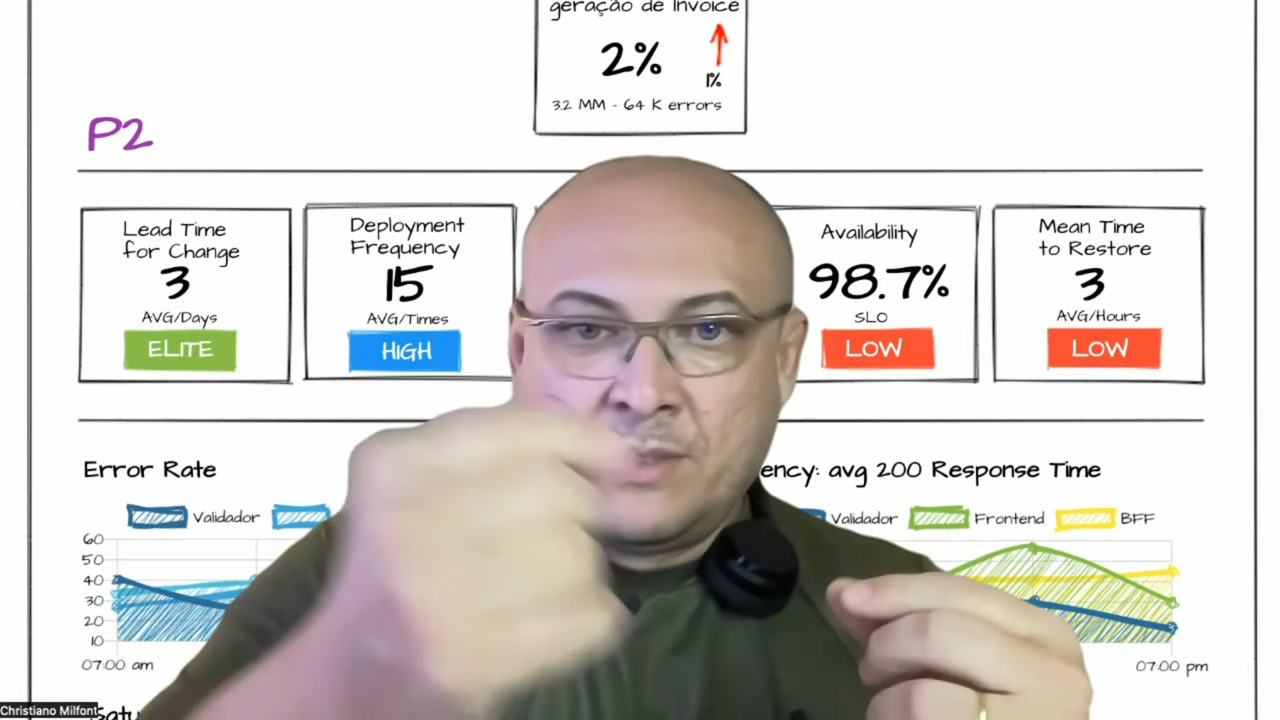 geração de Invoice
2%
1%
3.2 MM - 64 K errors
P2
Lead Time
for Change
3
AVG/Days
ELITE
Deployment
Frequency
15
AVG/Times
HIGH
Availability
98.7%
SLO
LOW
Mean Time
to Restore
3
AVG/Hours
LOW
Error Rate
Validador
60
50
40
30
20
10
07:00 am
avg 200 Response Time
Validador
Frontend
BFF
07:00 pm
Christiano Milfont